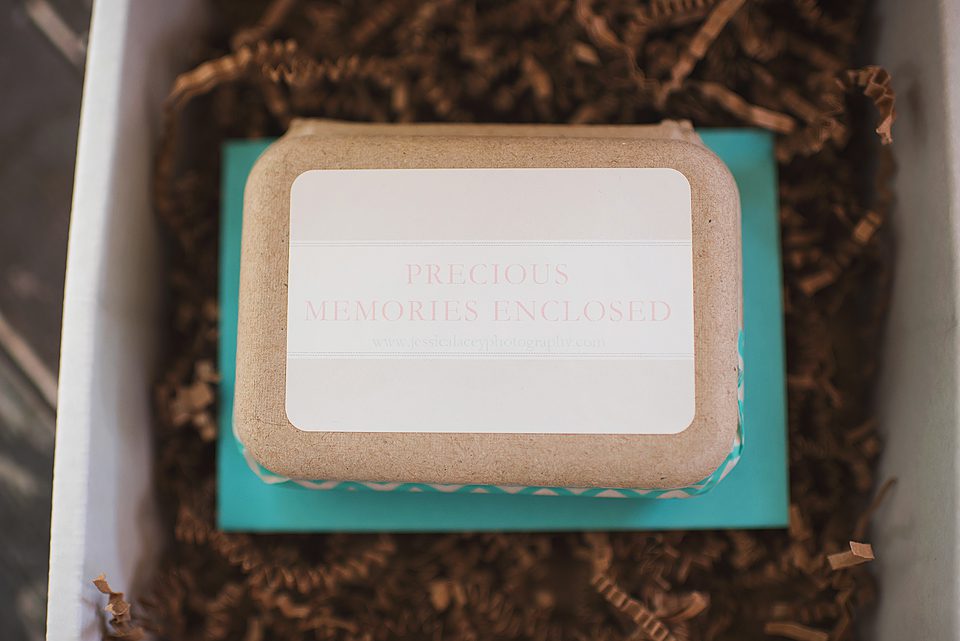 PRECIOUS
MEMORIES ENCLOSED
www.jessicalaceyphotography.com